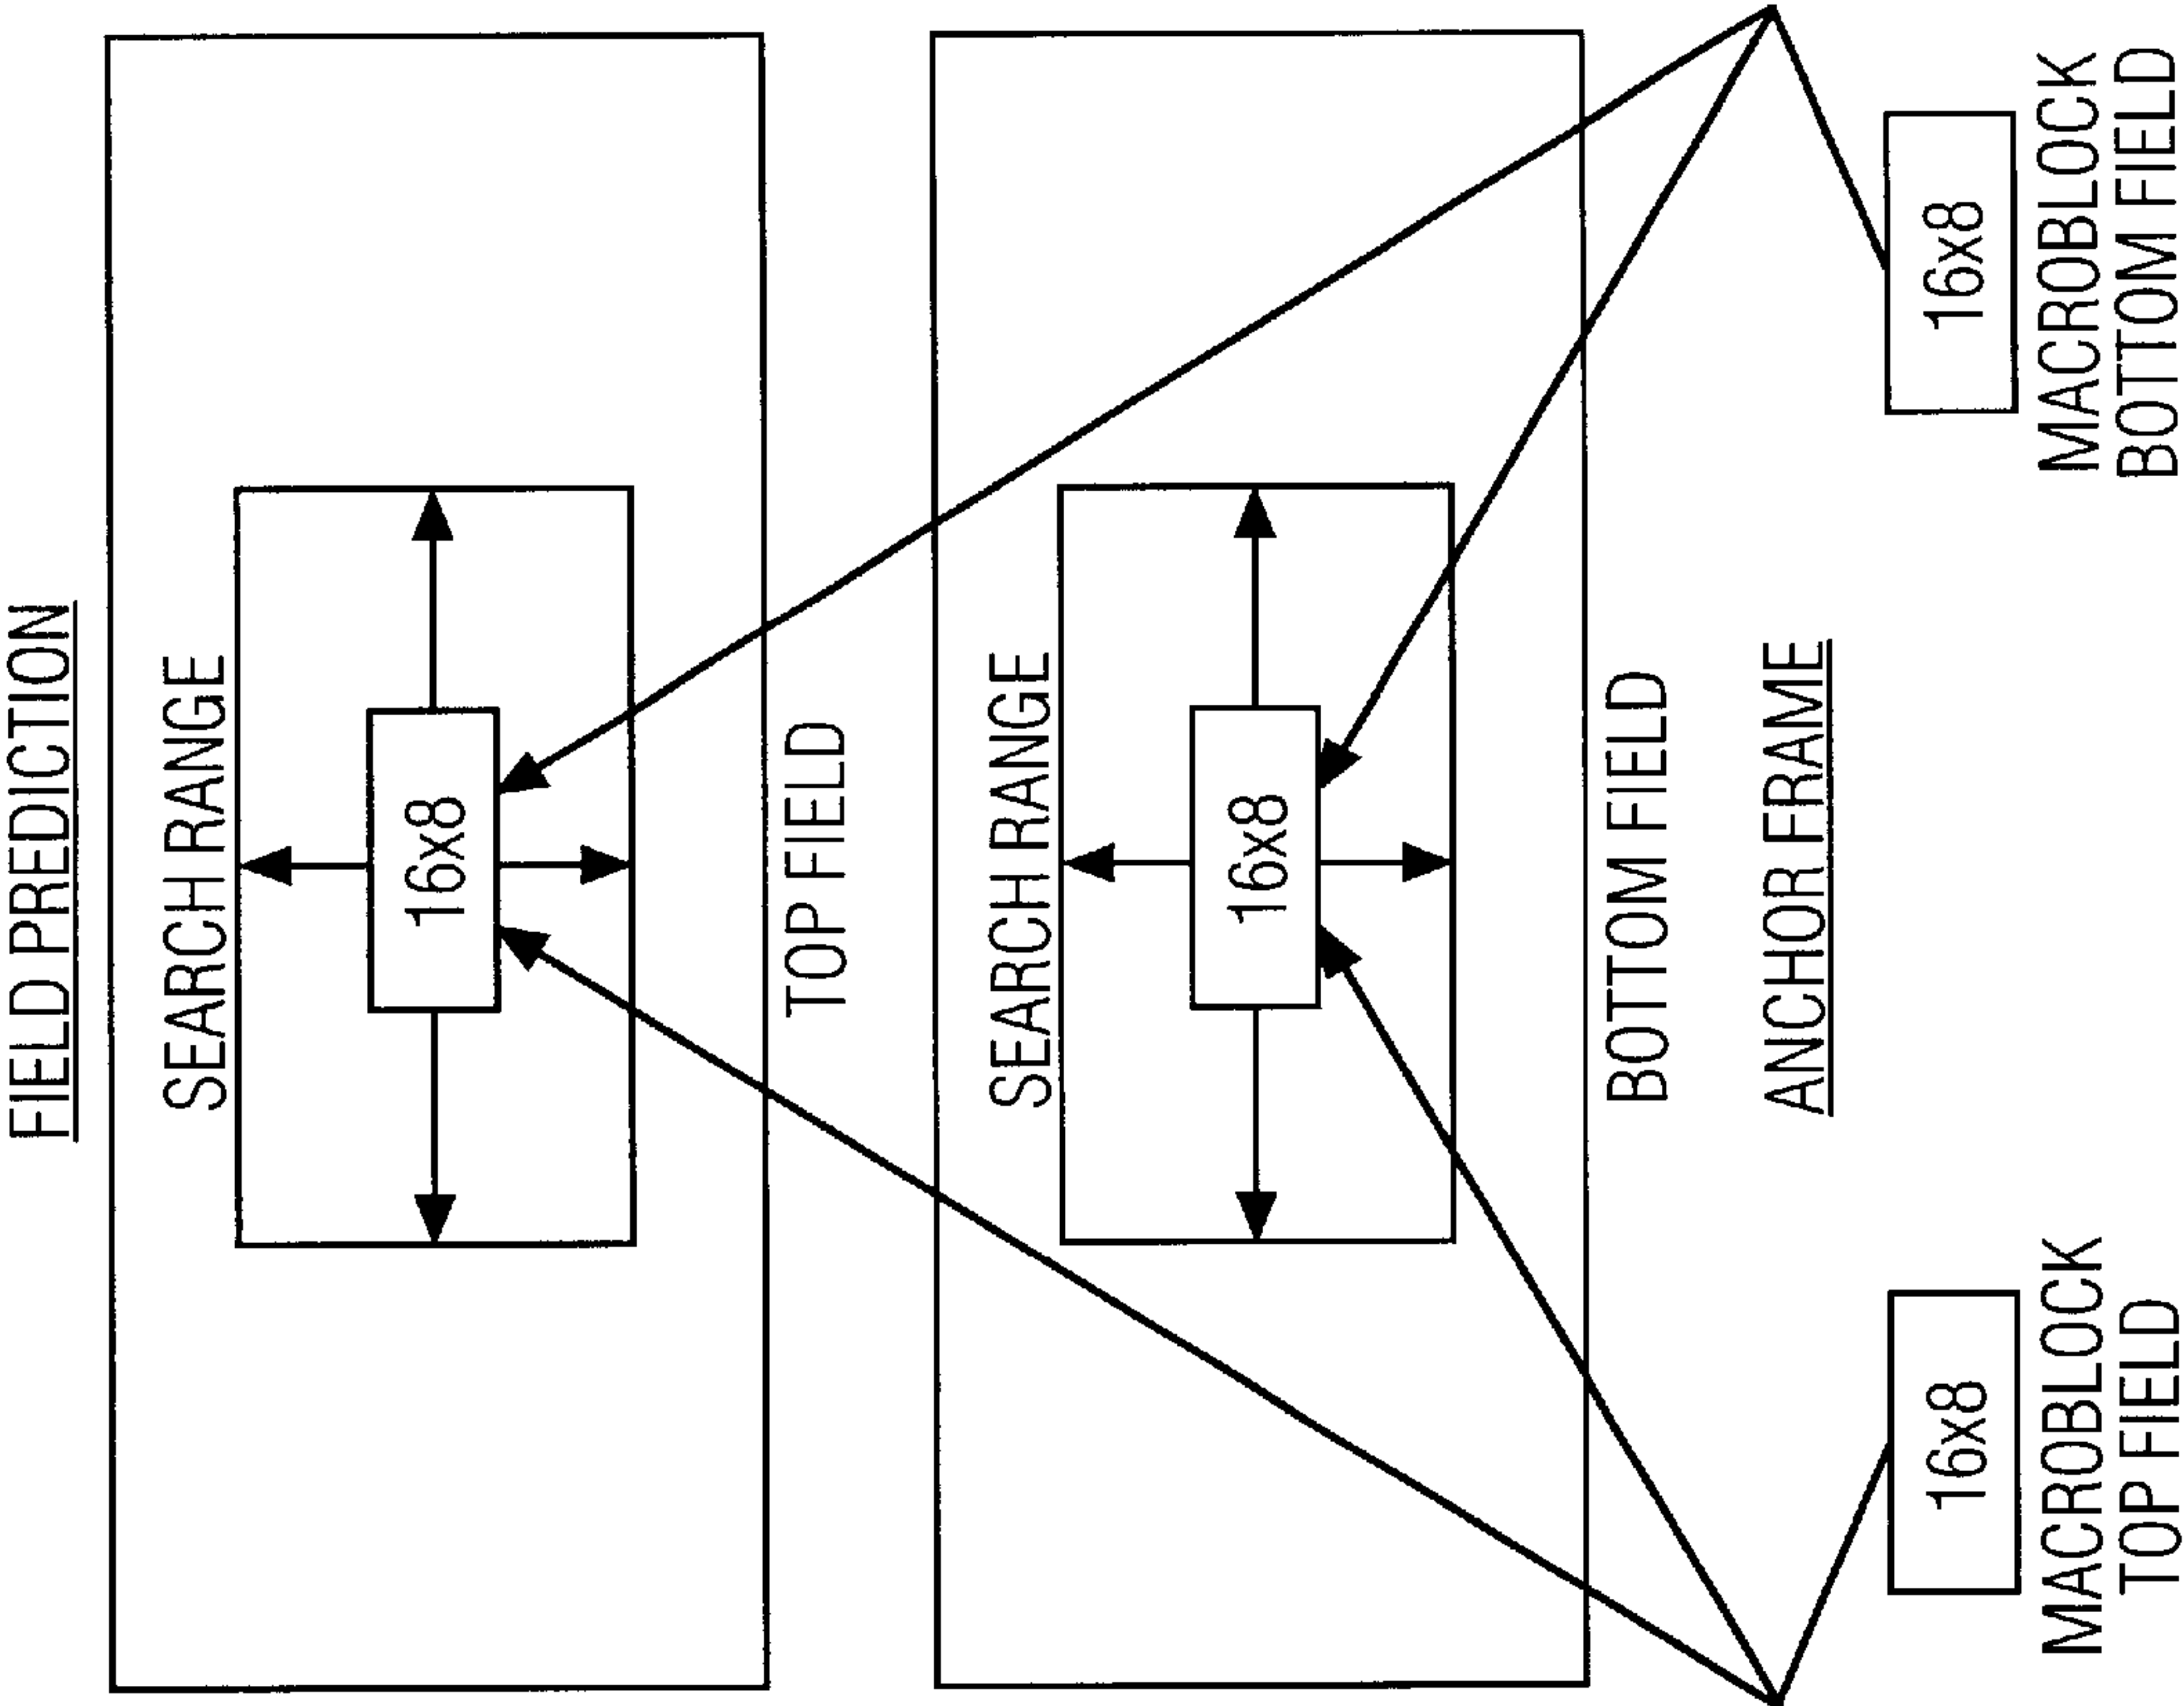 FIELD PREDICTION
SEARCH RANGE
16x8
TOP FIELD
SEARCH RANGE
16x8
BOTTOM FIELD
ANCHOR FRAME
16x8
MACROBLOCK
TOP FIELD
16x8
MACROBLOCK
BOTTOM FIELD